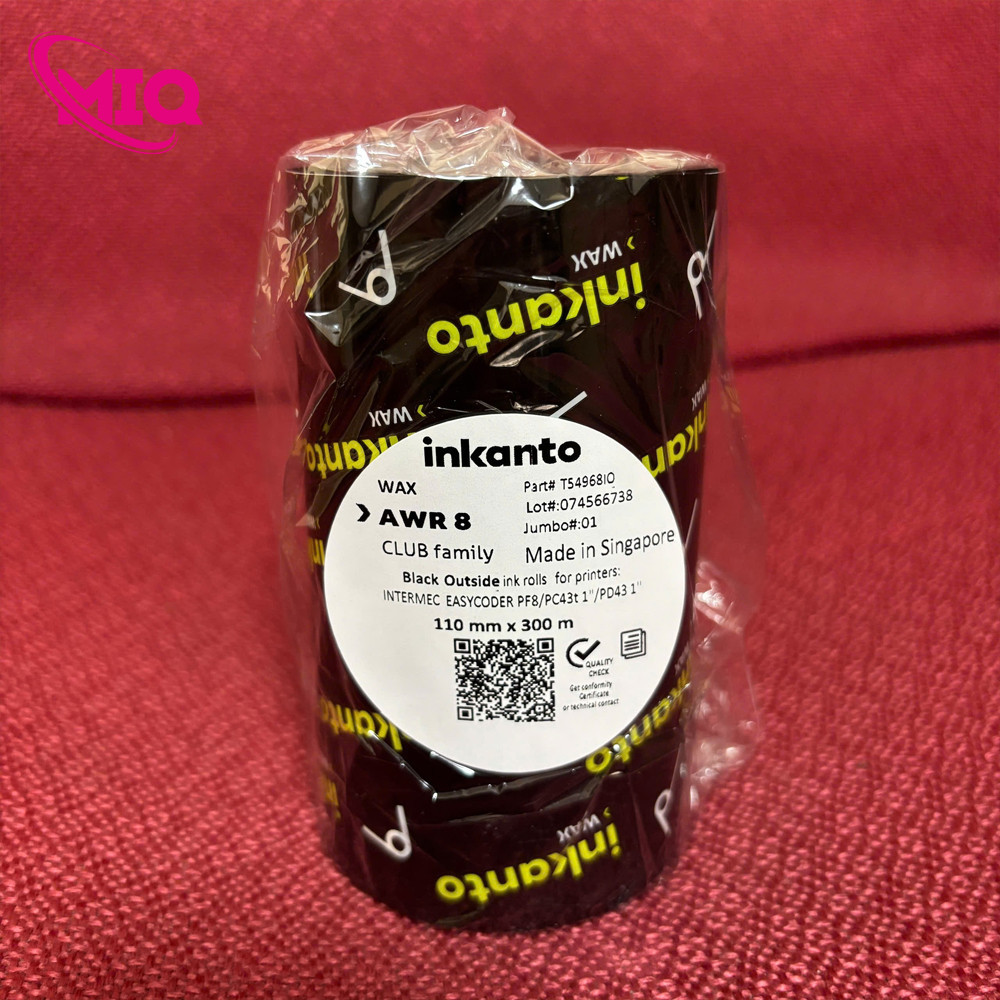 MIQ
WAX
inkanto
WAX
inkanto
WAX
inkanto
inkanto
WAX
Part# T54968IO
Lot#:074566738
AWR 8
Jumbo#:01
CLUB family
Made in Singapore
Black Outside ink rolls for printers:
INTERMEC EASYCODER PF8/PC43t 1"/PD43 1"
110 mm x 300 m
QUALITY
CHECK
Get conformity
Certificate
or technical contact
WAX
inkanto